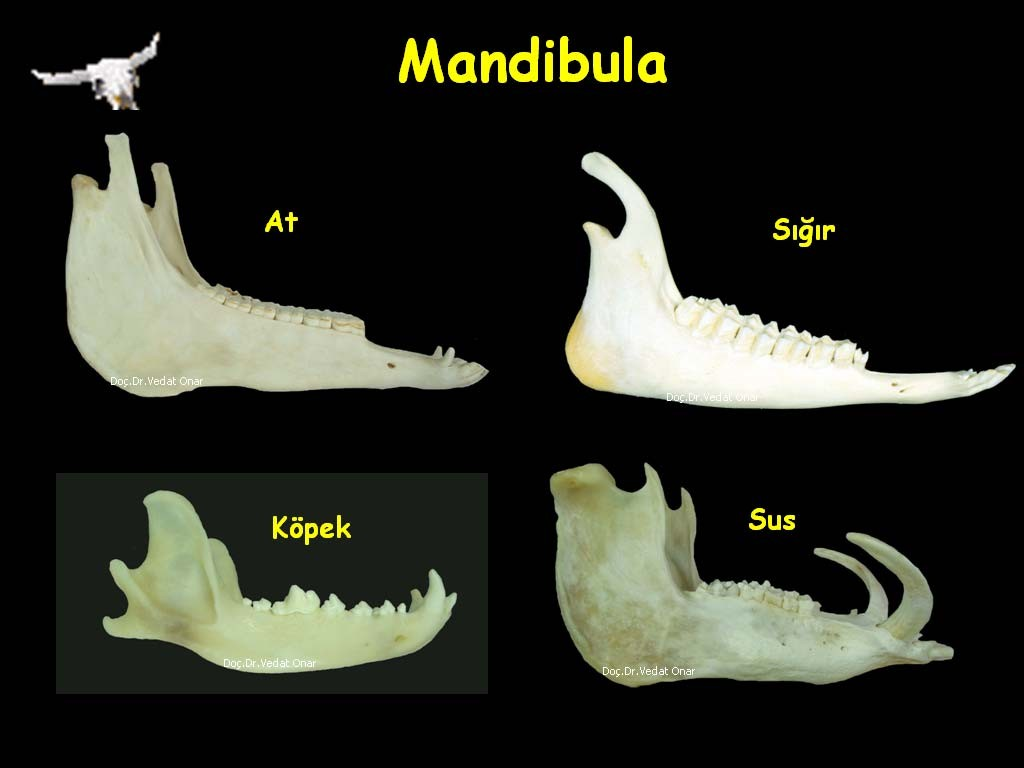 Mandibula
At
Sığır
Doç.Dr.Vedat Onar
Doç.Dr.Vedat Onar
Köpek
Sus
Doç.Dr.Vedat Onar
Doç.Dr.Vedat Onar